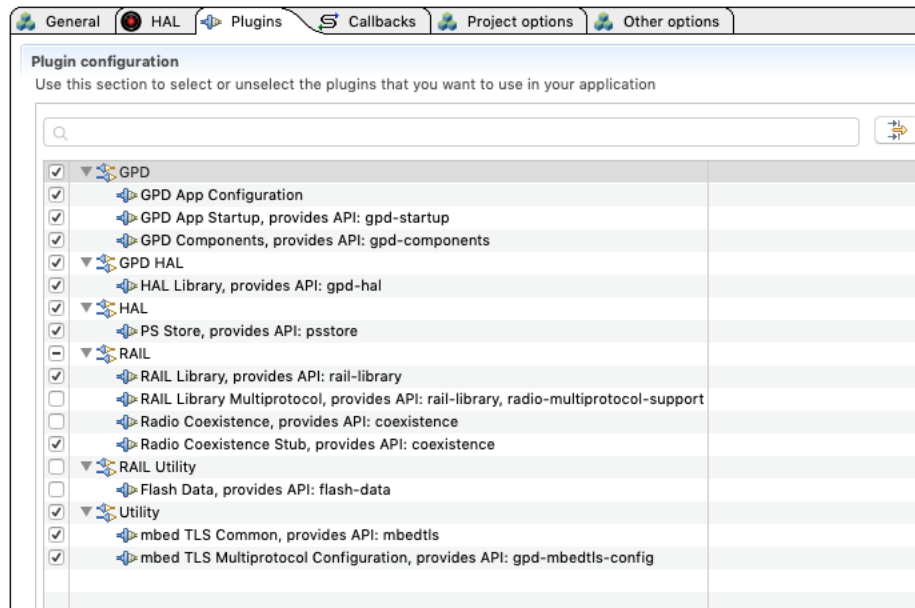 General HAL Plugins Callbacks Project options Other options
Plugin configuration
Use this section to select or unselect the plugins that you want to use in your application
GPD
GPD App Configuration
GPD App Startup, provides API: gpd-startup
GPD Components, provides API: gpd-components
GPD HAL
HAL Library, provides API: gpd-hal
HAL
PS Store, provides API: psstore
RAIL
RAIL Library, provides API: rail-library
RAIL Library Multiprotocol, provides API: rail-library, radio-multiprotocol-support
Radio Coexistence, provides API: coexistence
Radio Coexistence Stub, provides API: coexistence
RAIL Utility
Flash Data, provides API: flash-data
Utility
mbed TLS Common, provides API: mbedtls
mbed TLS Multiprotocol Configuration, provides API: gpd-mbedtls-config